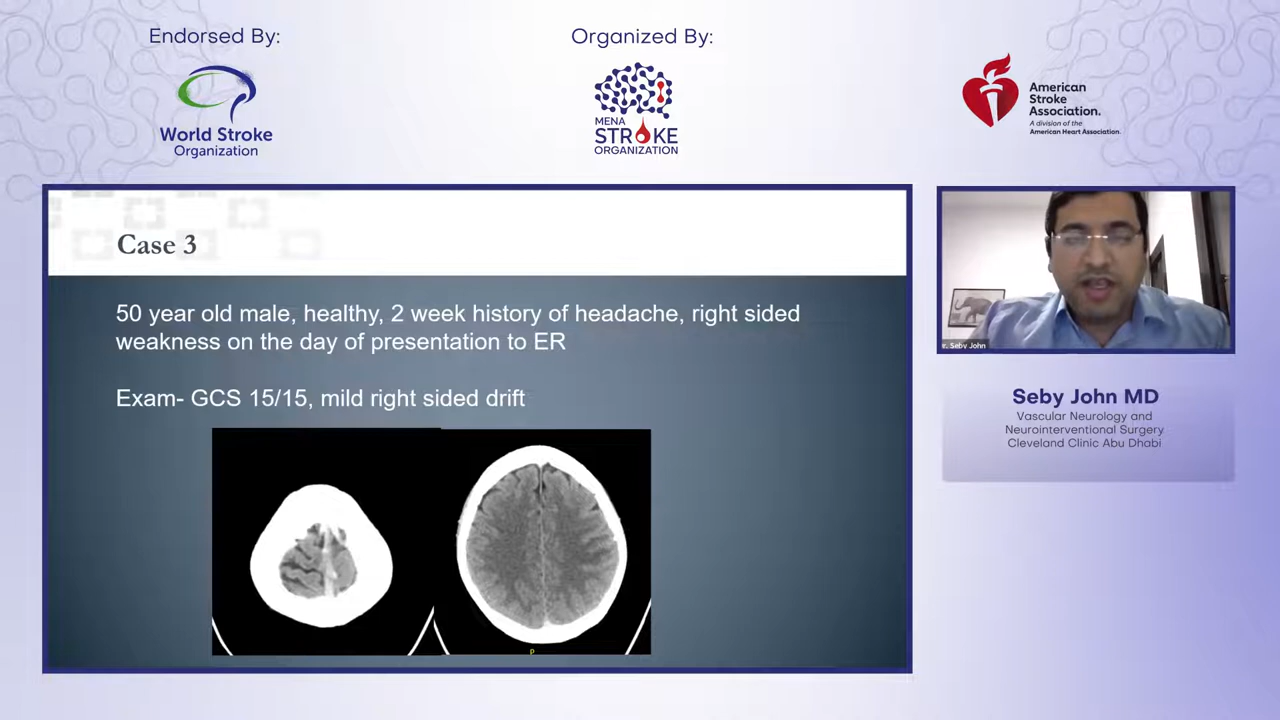 Endorsed By:
World Stroke
Organization
Organized By:
MENA
STROKE
ORGANIZATION
American
Stroke
Association.
A division of the
American Heart Association.
Case 3
50 year old male, healthy, 2 week history of headache, right sided
weakness on the day of presentation to ER
Exam- GCS 15/15, mild right sided drift
P
r. Seby John
Seby John MD
Vascular Neurology and
Neurointerventional Surgery
Cleveland Clinic Abu Dhabi